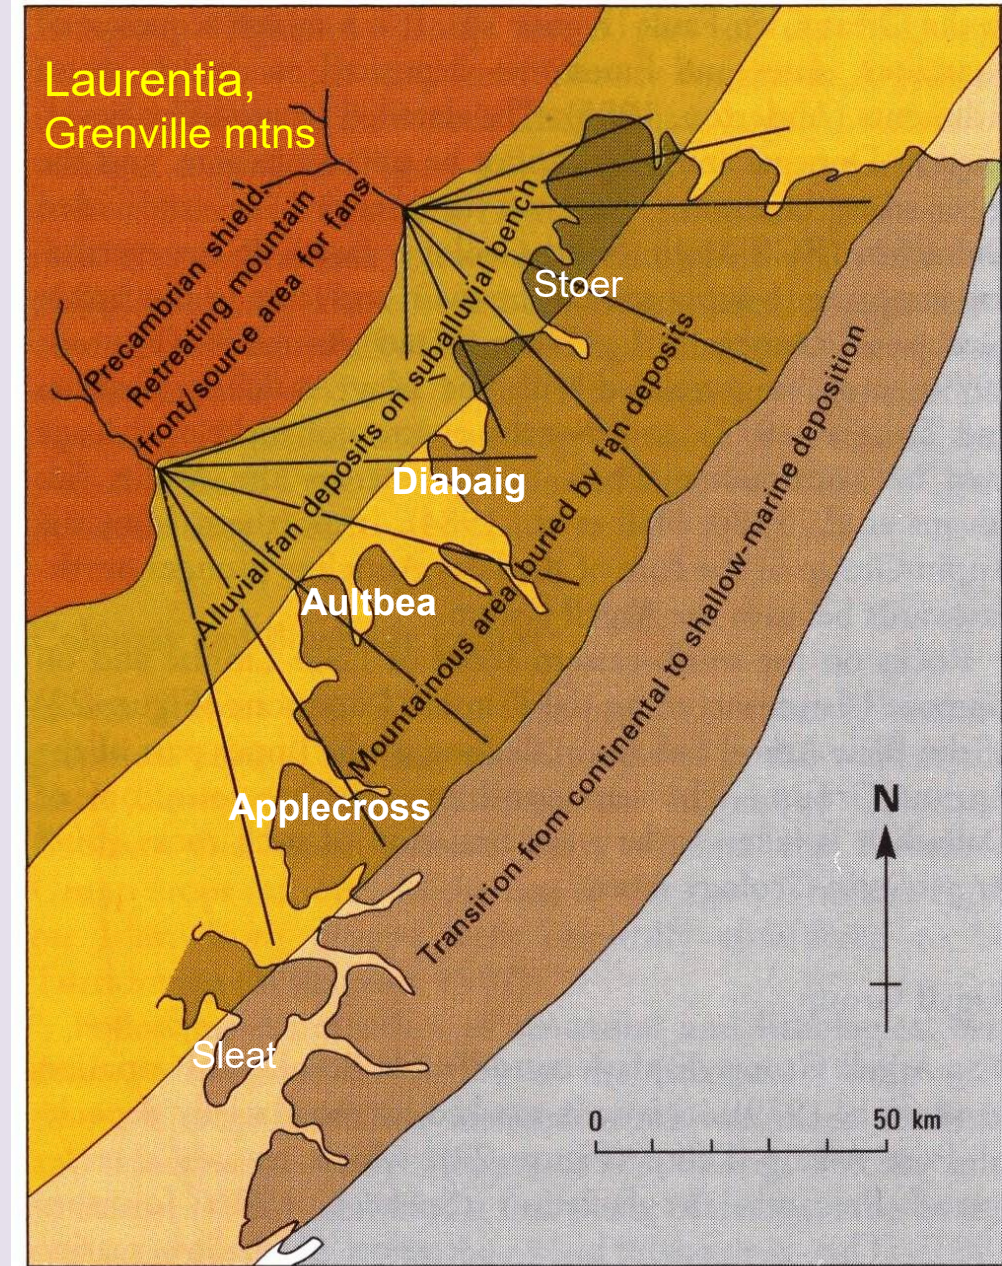 Laurentia,
Grenville mtns
Precambrian shield
Retreating mountain
front/source area for fans
Alluvial fan deposits on suballuvial bench
Stoer
Diabaig
Mountainous area buried by fan deposits
Aultbea
Applecross
Transition from continental to shallow-marine deposition
Sleat
N
0 50 km